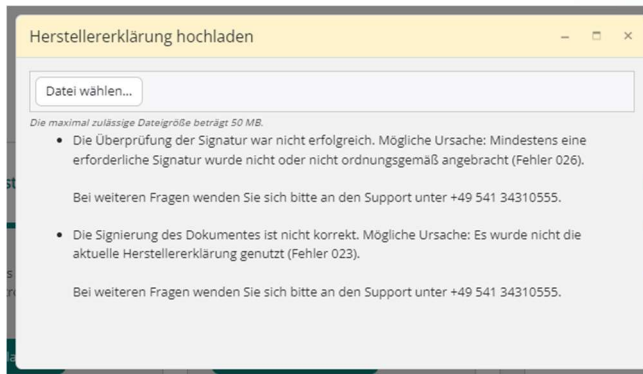 Herstellererklärung hochladen
Datei wählen...
Die maximal zulässige Dateigröße beträgt 50 MB.
• Die Überprüfung der Signatur war nicht erfolgreich. Mögliche Ursache: Mindestens eine
erforderliche Signatur wurde nicht oder nicht ordnungsgemäß angebracht (Fehler 026).
Bei weiteren Fragen wenden Sie sich bitte an den Support unter +49 541 34310555.
• Die Signierung des Dokumentes ist nicht korrekt. Mögliche Ursache: Es wurde nicht die
aktuelle Herstellererklärung genutzt (Fehler 023).
Bei weiteren Fragen wenden Sie sich bitte an den Support unter +49 541 34310555.